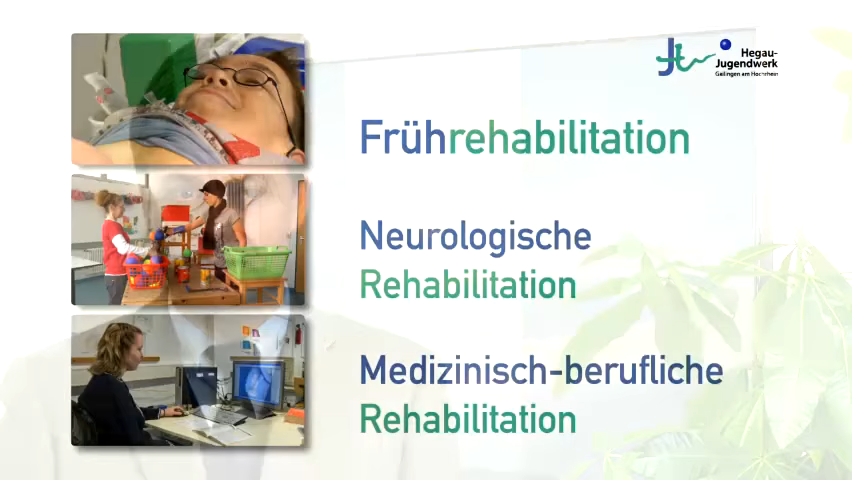 Hegau-
Jugendwerk
Gailingen am Hochrhein
Frührehabilitation
Neurologische
Rehabilitation
Medizinisch-berufliche
Rehabilitation